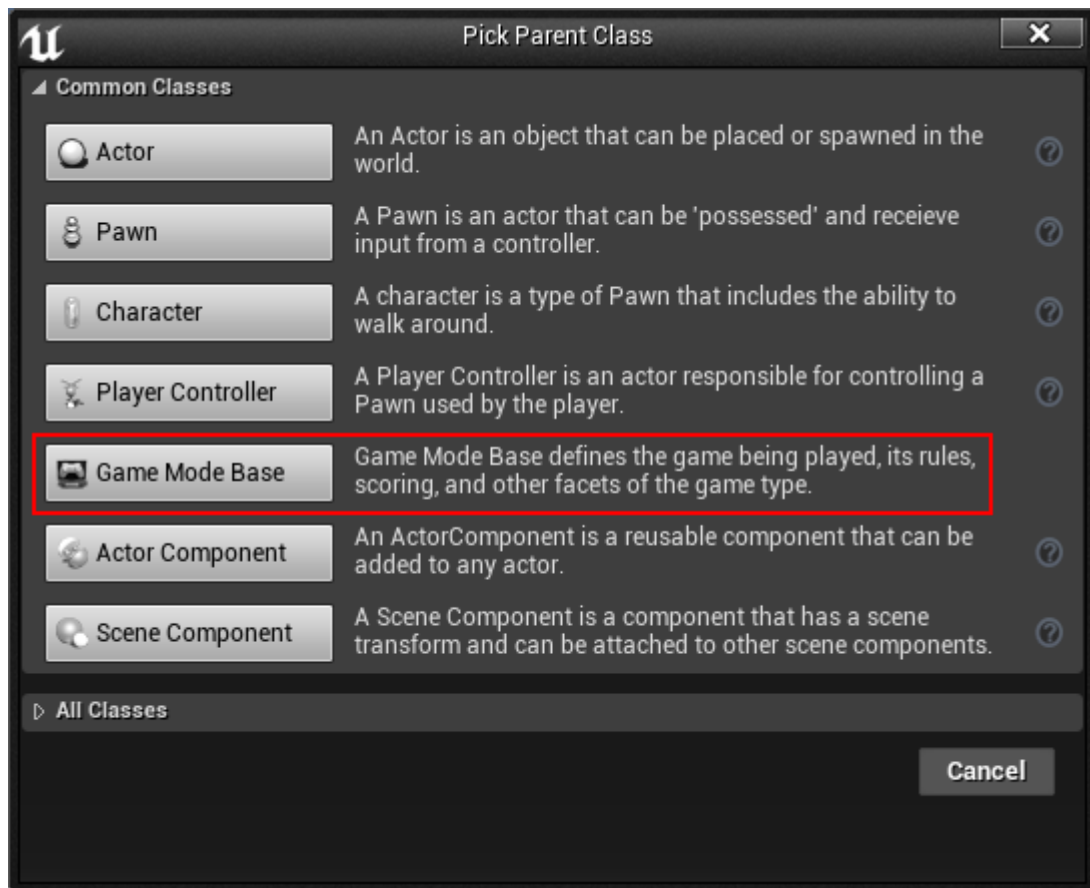 Pick Parent Class
Common Classes
Actor
An Actor is an object that can be placed or spawned in the
world.
Pawn
A Pawn is an actor that can be 'possessed' and receieve
input from a controller.
Character
A character is a type of Pawn that includes the ability to
walk around.
Player Controller
A Player Controller is an actor responsible for controlling a
Pawn used by the player.
Game Mode Base
Game Mode Base defines the game being played, its rules,
scoring, and other facets of the game type.
Actor Component
An ActorComponent is a reusable component that can be
added to any actor.
Scene Component
A Scene Component is a component that has a scene
transform and can be attached to other scene components.
All Classes
Cancel